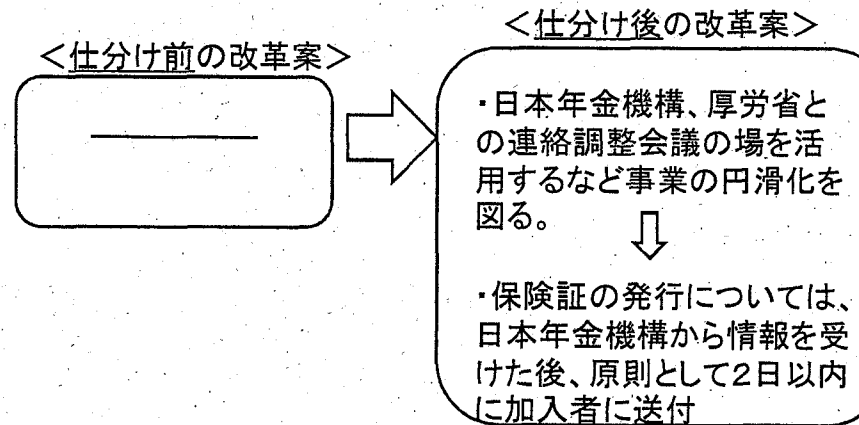 ＜仕分け前の改革案＞
＜仕分け後の改革案＞
・日本年金機構、厚労省と
の連絡調整会議の場を活
用するなど事業の円滑化を
図る。
・保険証の発行については、
日本年金機構から情報を受
けた後、原則として２日以内
に加入者に送付